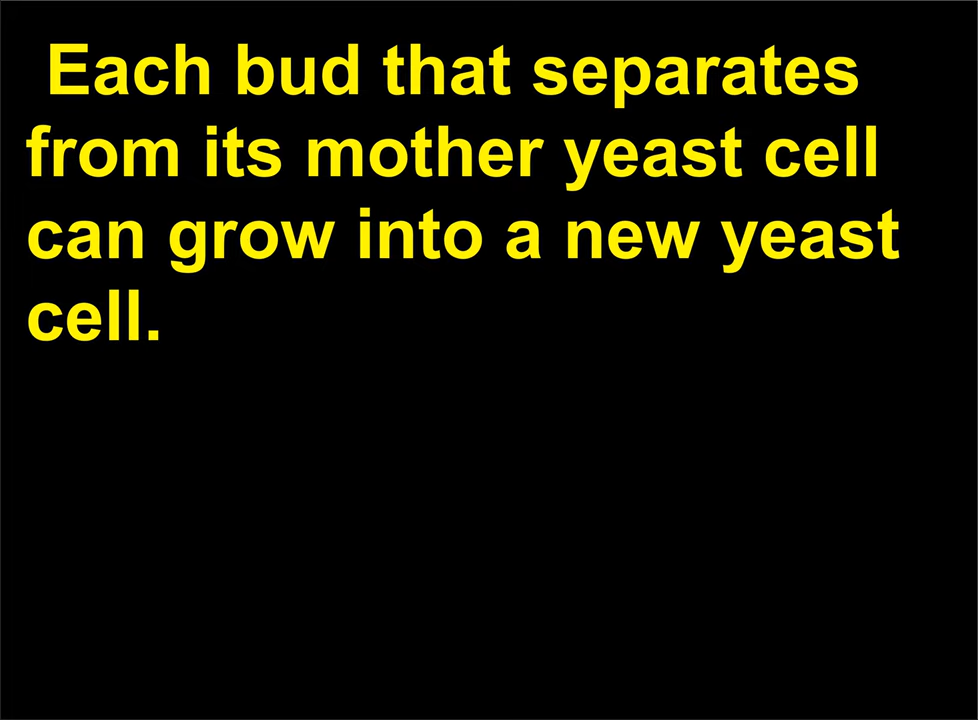 Each bud that separates
from its mother yeast cell
can grow into a new yeast
cell.